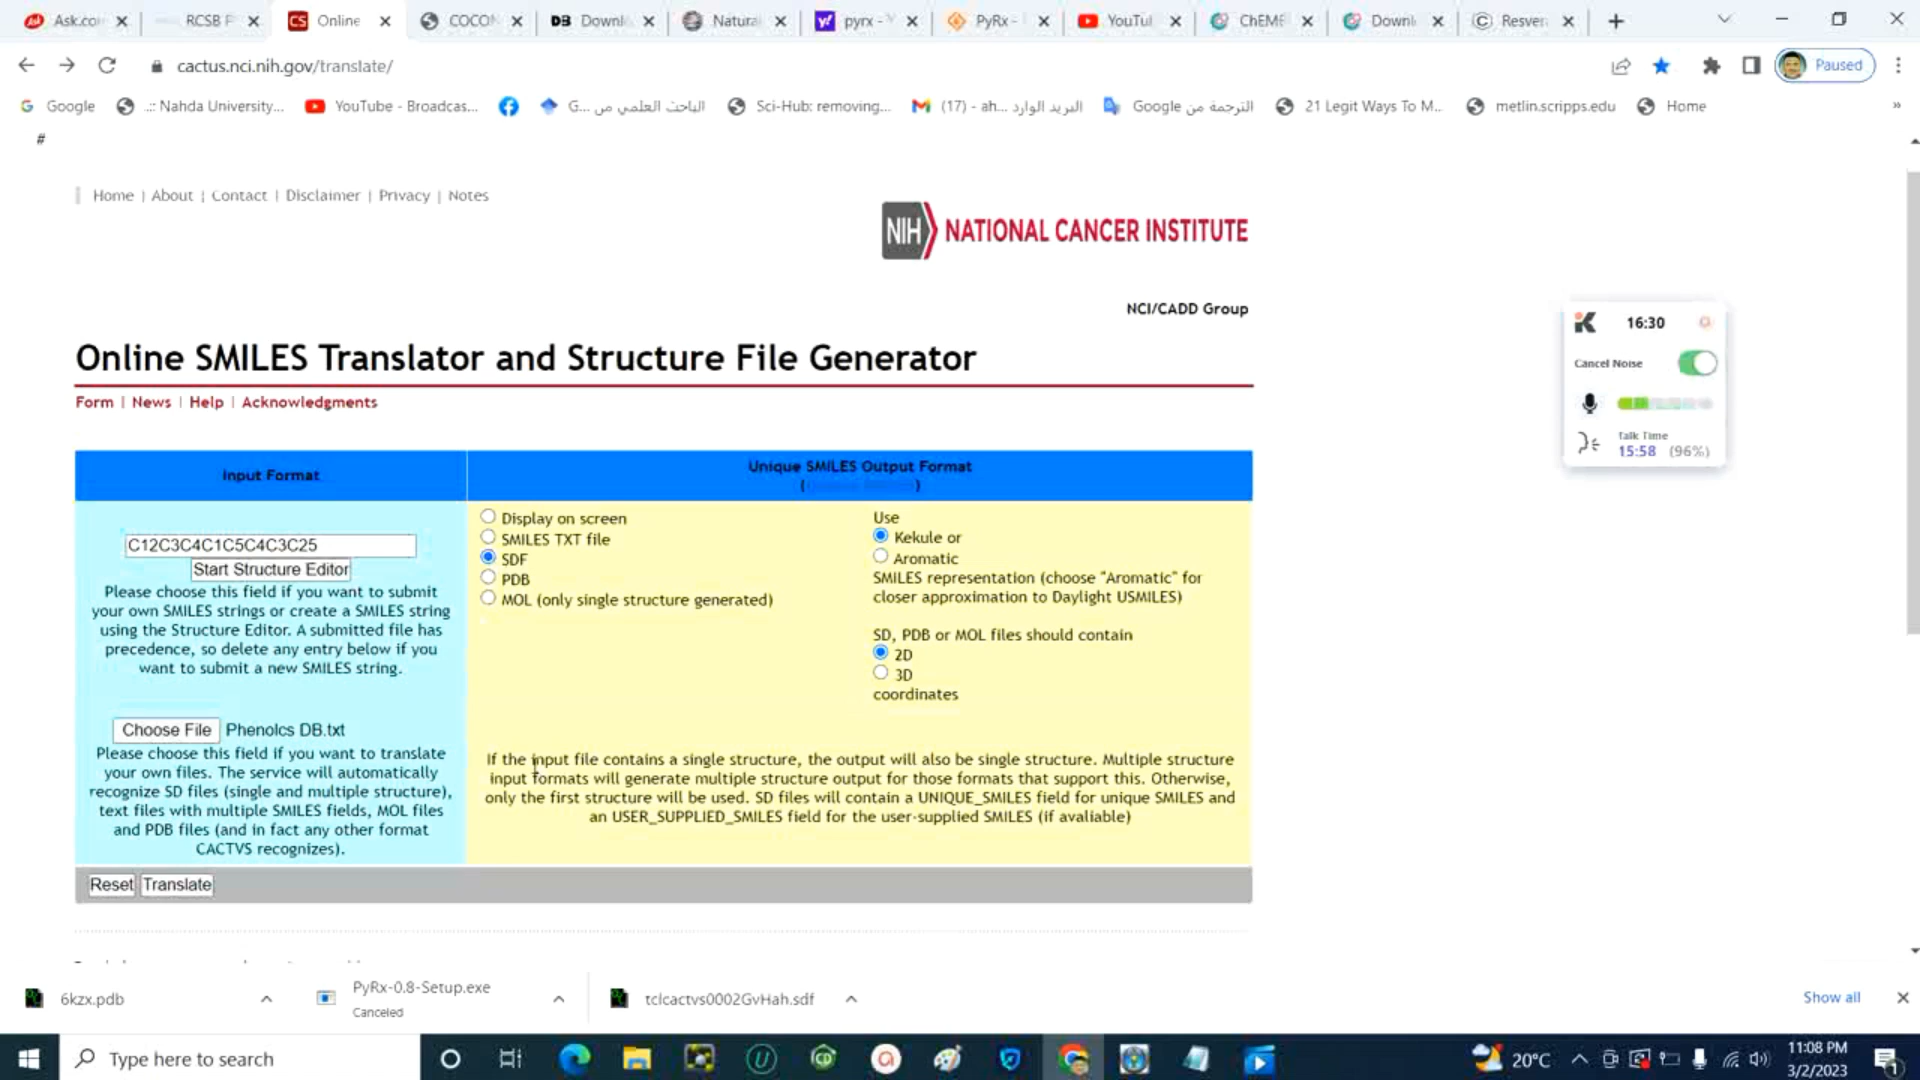 Ask.co
RCSB P
Online
COCO
Downl
Natura
pyrx -
PyRx -
YouTu
ChEME
Downl
Resver
cactus.nci.nih.gov/translate/
Paused
Google
..: Nahda University...
YouTube - Broadcas...
G... الباحث العلمي من
Sci-Hub: removing...
(17) - ah... البريد الوارد
الترجمة من Google
21 Legit Ways To M...
metlin.scripps.edu
Home
»
#
Home | About | Contact | Disclaimer | Privacy | Notes
NIH NATIONAL CANCER INSTITUTE
NCI/CADD Group
Online SMILES Translator and Structure File Generator
Form | News | Help | Acknowledgments
Input Format
Unique SMILES Output Format
C12C3C4C1C5C4C3C25
Start Structure Editor
Please choose this field if you want to submit
your own SMILES strings or create a SMILES string
using the Structure Editor. A submitted file has
precedence, so delete any entry below if you
want to submit a new SMILES string.
Choose File Phenolcs DB.txt
Please choose this field if you want to translate
your own files. The service will automatically
recognize SD files (single and multiple structure),
text files with multiple SMILES fields, MOL files
and PDB files (and in fact any other format
CACTVS recognizes).
Display on screen
SMILES TXT file
SDF
PDB
MOL (only single structure generated)
Use
Kekule or
Aromatic
SMILES representation (choose "Aromatic" for
closer approximation to Daylight USMILES)
SD, PDB or MOL files should contain
2D
3D
coordinates
If the input file contains a single structure, the output will also be single structure. Multiple structure
input formats will generate multiple structure output for those formats that support this. Otherwise,
only the first structure will be used. SD files will contain a UNIQUE_SMILES field for unique SMILES and
an USER_SUPPLIED_SMILES field for the user-supplied SMILES (if avaliable)
Reset Translate
16:30
Cancel Noise
Talk Time
15:58 (96%)
6kzx.pdb
PyRx-0.8-Setup.exe
Canceled
tclcactvs0002GvHah.sdf
Show all
Type here to search
20°C
11:08 PM
3/2/2023
1